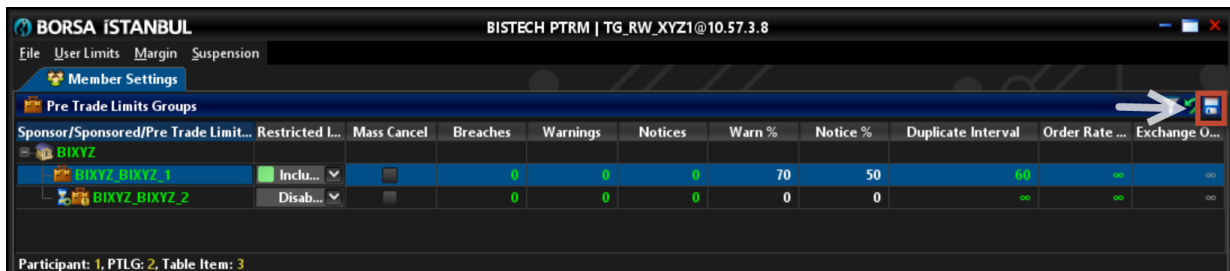 BORSA İSTANBUL BISTECH PTRM | TG_RW_XYZ1@10.57.3.8
File User Limits Margin Suspension
Member Settings
Pre Trade Limits Groups
Sponsor/Sponsored/Pre Trade Limit... Restricted I... Mass Cancel Breaches Warnings Notices Warn % Notice % Duplicate Interval Order Rate ... Exchange O...
BIXYZ
BIXYZ_BIXYZ_1 Inclu... 0 0 0 70 50 60 ∞ ∞
BIXYZ_BIXYZ_2 Disab... 0 0 0 0 0 ∞ ∞ ∞
Participant: 1, PTLG: 2, Table Item: 3